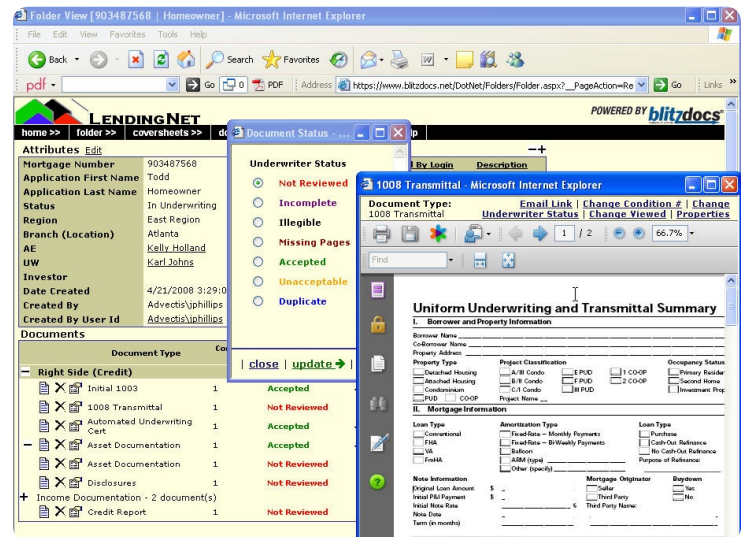 Folder View [903487568 | Homeowner] - Microsoft Internet Explorer
File Edit View Favorites Tools Help
Back Search Favorites
pdf Go PDF Address https://www.blitzdocs.net/DotNet/Folders/Folder.aspx?__PageAction=Re Go Links
LENDINGNET
POWERED BY blitzdocs
home >> folder >> coversheets >>
Attributes Edit
Mortgage Number 903487568
Application First Name Todd
Application Last Name Homeowner
Status In Underwriting
Region East Region
Branch (Location) Atlanta
AE Kelly Holland
UW Karl Johns
Investor
Date Created 4/21/2008 3:29:0
Created By Advectis\jphillips
Created By User Id Advectis\jphillips
By Login Description
Documents
Document Type
Right Side (Credit)
Initial 1003 1 Accepted
1008 Transmittal 1 Not Reviewed
Automated Underwriting
Cert 1 Accepted
Asset Documentation 1 Accepted
Asset Documentation 1 Not Reviewed
Disclosures 1 Not Reviewed
Income Documentation - 2 document(s)
Credit Report 1 Not Reviewed
Document Status - ...
Underwriter Status
Not Reviewed
Incomplete
Illegible
Missing Pages
Accepted
Unacceptable
Duplicate
| close | update |
1008 Transmittal - Microsoft Internet Explorer
Document Type:
1008 Transmittal
Email Link | Change Condition # | Change
Underwriter Status | Change Viewed | Properties
1 / 2 66.7%
Find
Uniform Underwriting and Transmittal Summary
I. Borrower and Property Information
Borrower Name
Co-Borrower Name
Property Address
Property Type Project Classification Occupancy Status
Detached Housing A/III Condo E PUD 1 CO-OP Primary Residen
Attached Housing B/II Condo F PUD 2 CO-OP Second Home
Condominium C/I Condo III PUD Investment Prop
PUD CO-OP Project Name
II. Mortgage Information
Loan Type Amortization Type Loan Type
Conventional Fixed-Rate — Monthly Payments Purchase
FHA Fixed-Rate — Bi-Weekly Payments Cash-Out Refinance
VA Balloon No Cash-Out Refinance
FmHA ARM (type) Purpose of Refinance:
Other (specify)
Note Information Mortgage Originator Buydown
Original Loan Amount $ Seller Yes
Initial P&I Payment $ Third Party No
Initial Note Rate % Third Party Name:
Note Date
Term (in months)